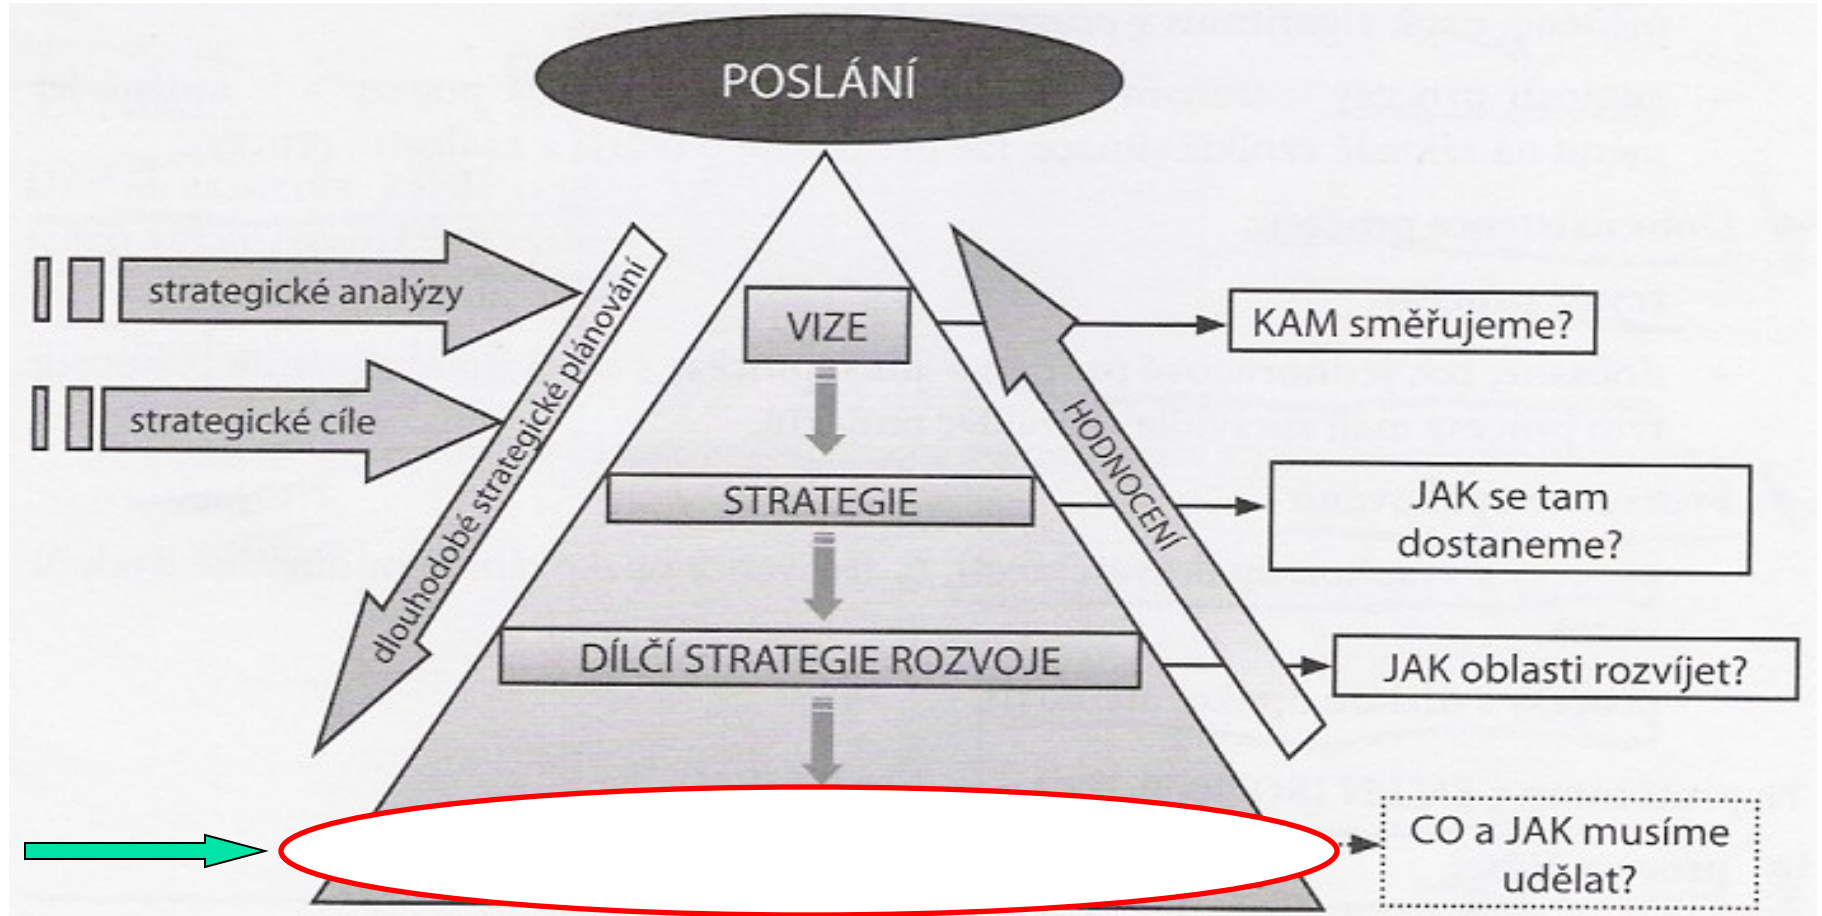 POSLÁNÍ
strategické analýzy
strategické cíle
dlouhodobé strategické plánování
VIZE
STRATEGIE
DÍLČÍ STRATEGIE ROZVOJE
HODNOCENÍ
KAM směřujeme?
JAK se tam
dostaneme?
JAK oblasti rozvíjet?
CO a JAK musíme
udělat?